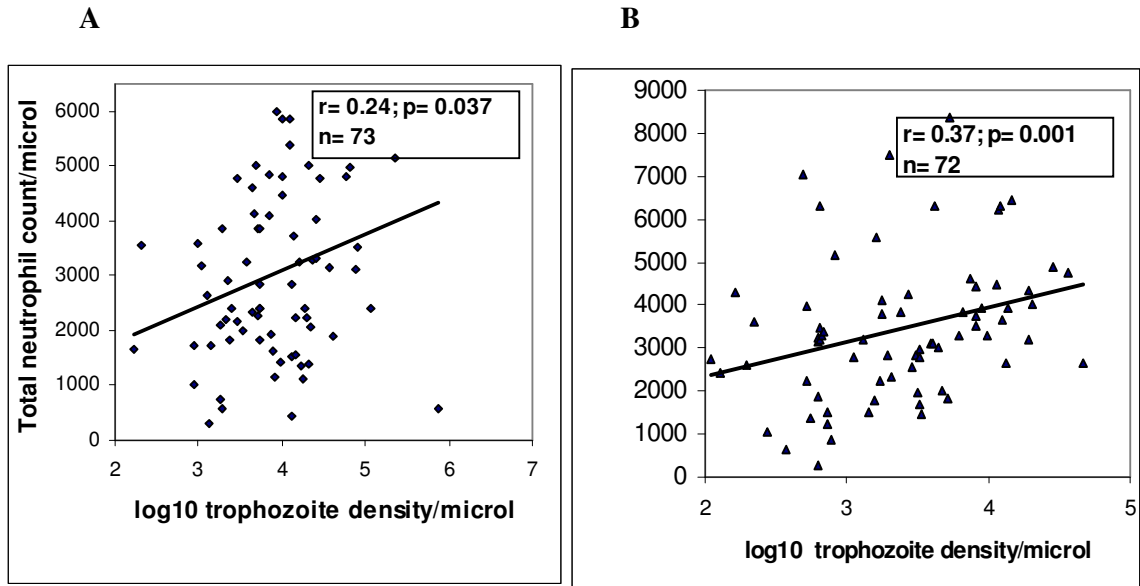 A
B
Total neutrophil count/microl
6000
5000
4000
3000
2000
1000
0
r= 0.24; p= 0.037
n= 73
2 3 4 5 6 7
log10 trophozoite density/microl
9000
8000
7000
6000
5000
4000
3000
2000
1000
0
r= 0.37; p= 0.001
n= 72
2 3 4 5
log10 trophozoite density/microl